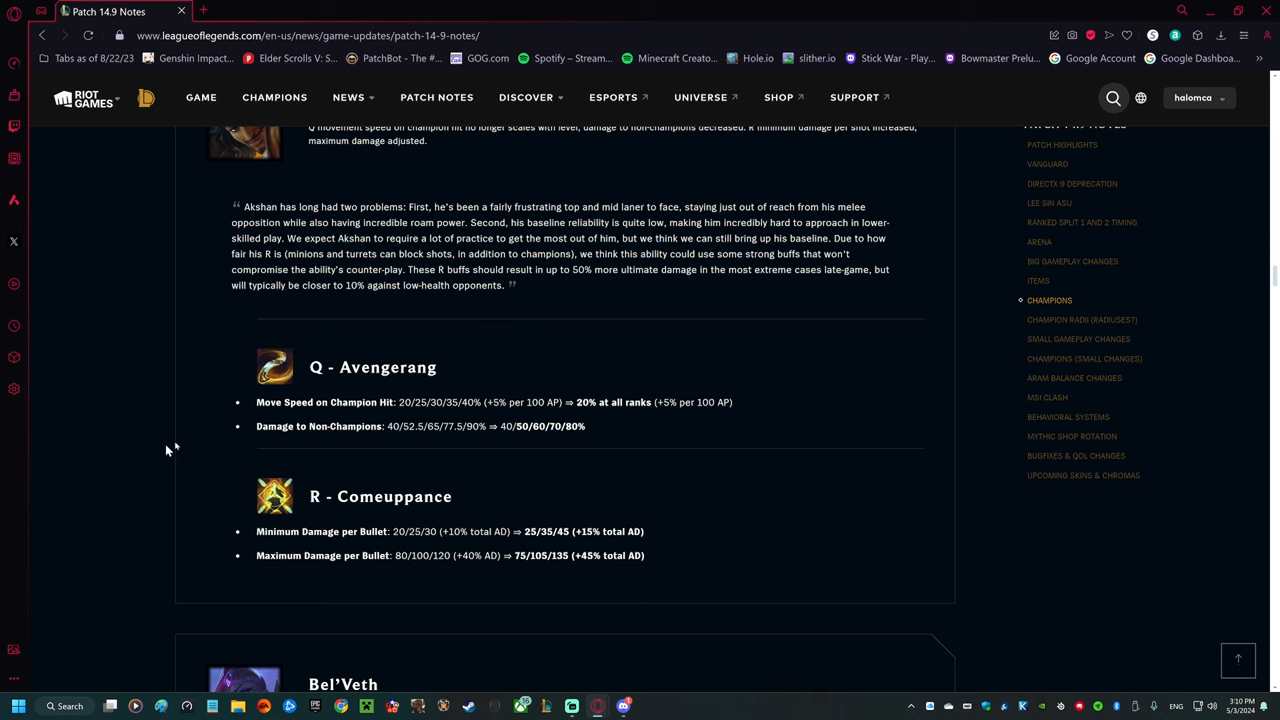 Patch 14.9 Notes
www.leagueoflegends.com/en-us/news/game-updates/patch-14-9-notes/
Tabs as of 8/22/23
Genshin Impact...
Elder Scrolls V: S...
PatchBot - The #...
GOG.com
Spotify – Stream...
Minecraft Creato...
Hole.io
slither.io
Stick War - Play...
Bowmaster Prelu...
Google Account
Google Dashboa...
RIOT GAMES
GAME
CHAMPIONS
NEWS
PATCH NOTES
DISCOVER
ESPORTS
UNIVERSE
SHOP
SUPPORT
halomca
Q movement speed on champion hit no longer scales with level, damage to non-champions decreased. R minimum damage per shot increased,
maximum damage adjusted.
“ Akshan has long had two problems: First, he's been a fairly frustrating top and mid laner to face, staying just out of reach from his melee
opposition while also having incredible roam power. Second, his baseline reliability is quite low, making him incredibly hard to approach in lower-
skilled play. We expect Akshan to require a lot of practice to get the most out of him, but we think we can still bring up his baseline. Due to how
fair his R is (minions and turrets can block shots, in addition to champions), we think this ability could use some strong buffs that won't
compromise the ability's counter-play. These R buffs should result in up to 50% more ultimate damage in the most extreme cases late-game, but
will typically be closer to 10% against low-health opponents. ”
Q - Avengerang
• Move Speed on Champion Hit: 20/25/30/35/40% (+5% per 100 AP) ⇒ 20% at all ranks (+5% per 100 AP)
• Damage to Non-Champions: 40/52.5/65/77.5/90% ⇒ 40/50/60/70/80%
R - Comeuppance
• Minimum Damage per Bullet: 20/25/30 (+10% total AD) ⇒ 25/35/45 (+15% total AD)
• Maximum Damage per Bullet: 80/100/120 (+40% AD) ⇒ 75/105/135 (+45% total AD)
Bel'Veth
PATCH 14.9 NOTES
PATCH HIGHLIGHTS
VANGUARD
DIRECTX 9 DEPRECATION
LEE SIN ASU
RANKED SPLIT 1 AND 2 TIMING
ARENA
BIG GAMEPLAY CHANGES
ITEMS
CHAMPIONS
CHAMPION RADII (RADIUSES?)
SMALL GAMEPLAY CHANGES
CHAMPIONS (SMALL CHANGES)
ARAM BALANCE CHANGES
MSI CLASH
BEHAVIORAL SYSTEMS
MYTHIC SHOP ROTATION
BUGFIXES & QOL CHANGES
UPCOMING SKINS & CHROMAS
Search
3:10 PM
5/3/2024